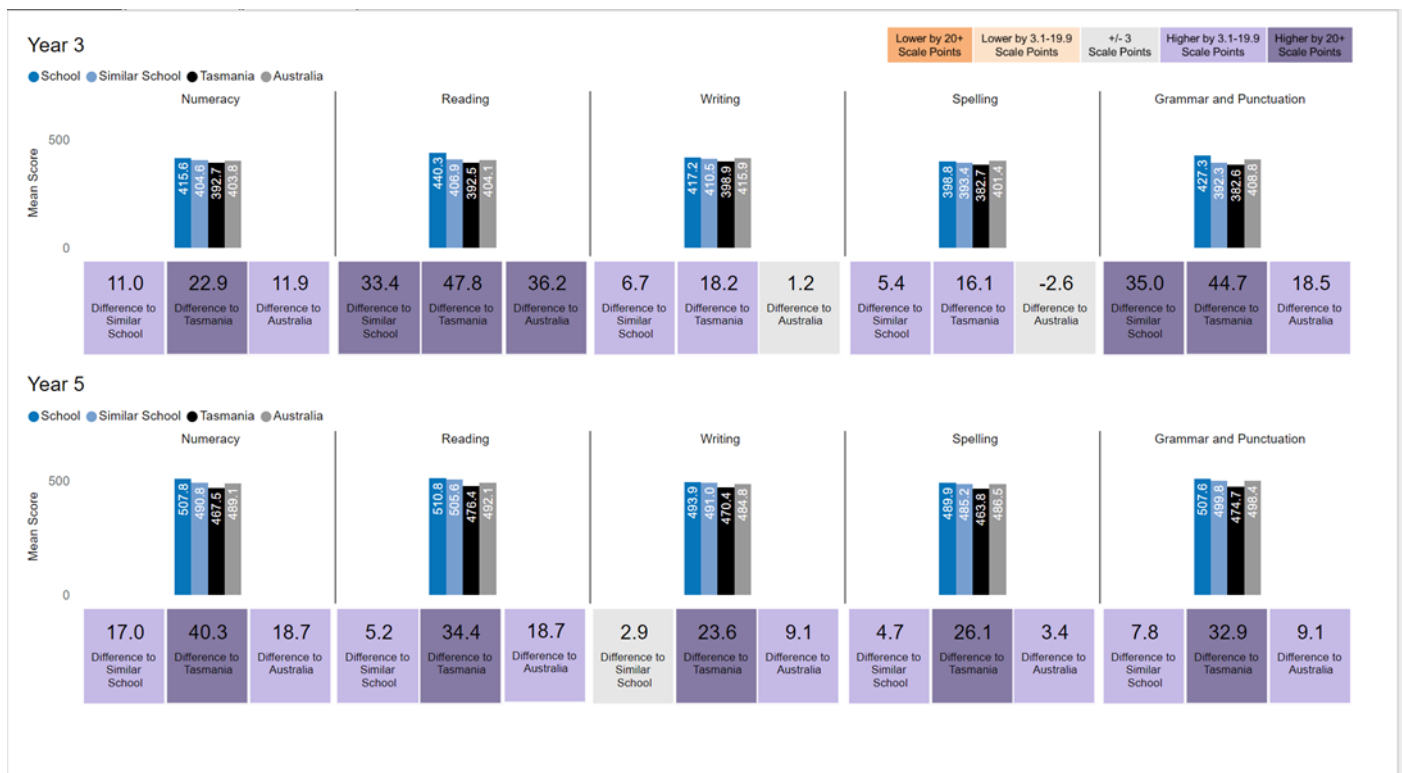 Year 3
Lower by 20+ Scale Points
Lower by 3.1-19.9 Scale Points
+/- 3 Scale Points
Higher by 3.1-19.9 Scale Points
Higher by 20+ Scale Points
School Similar School Tasmania Australia
Numeracy Reading Writing Spelling Grammar and Punctuation
Mean Score
500
0
415.6 404.6 392.7 403.8
440.3 406.9 392.5 404.1
417.2 410.5 398.9 415.9
398.8 393.4 382.7 401.4
427.3 392.3 382.6 408.8
11.0 Difference to Similar School
22.9 Difference to Tasmania
11.9 Difference to Australia
33.4 Difference to Similar School
47.8 Difference to Tasmania
36.2 Difference to Australia
6.7 Difference to Similar School
18.2 Difference to Tasmania
1.2 Difference to Australia
5.4 Difference to Similar School
16.1 Difference to Tasmania
-2.6 Difference to Australia
35.0 Difference to Similar School
44.7 Difference to Tasmania
18.5 Difference to Australia
Year 5
School Similar School Tasmania Australia
Numeracy Reading Writing Spelling Grammar and Punctuation
Mean Score
500
0
507.8 490.8 467.5 489.1
510.8 505.6 476.4 492.1
493.9 491.0 470.4 484.8
489.9 485.2 463.8 486.5
507.6 499.8 474.7 498.4
17.0 Difference to Similar School
40.3 Difference to Tasmania
18.7 Difference to Australia
5.2 Difference to Similar School
34.4 Difference to Tasmania
18.7 Difference to Australia
2.9 Difference to Similar School
23.6 Difference to Tasmania
9.1 Difference to Australia
4.7 Difference to Similar School
26.1 Difference to Tasmania
3.4 Difference to Australia
7.8 Difference to Similar School
32.9 Difference to Tasmania
9.1 Difference to Australia